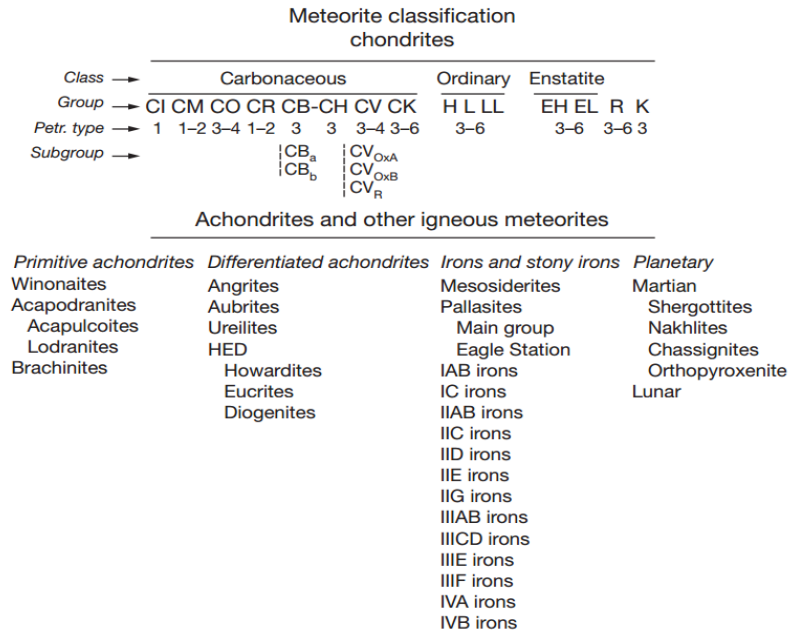 Meteorite classification
chondrites
Class Carbonaceous Ordinary Enstatite
Group CI CM CO CR CB-CH CV CK H L LL EH EL R K
Petr. type 1 1–2 3–4 1–2 3 3 3–4 3–6 3–6 3–6 3–6 3
Subgroup CBa CVOxA
CBb CVOxB
CVR
Achondrites and other igneous meteorites
Primitive achondrites Differentiated achondrites Irons and stony irons Planetary
Winonaites Angrites Mesosiderites Martian
Acapodranites Aubrites Pallasites Shergottites
Acapulcoites Ureilites Main group Nakhlites
Lodranites HED Eagle Station Chassignites
Brachinites Howardites IAB irons Orthopyroxenite
Eucrites IC irons Lunar
Diogenites IIAB irons
IIC irons
IID irons
IIE irons
IIG irons
IIIAB irons
IIICD irons
IIIE irons
IIIF irons
IVA irons
IVB irons